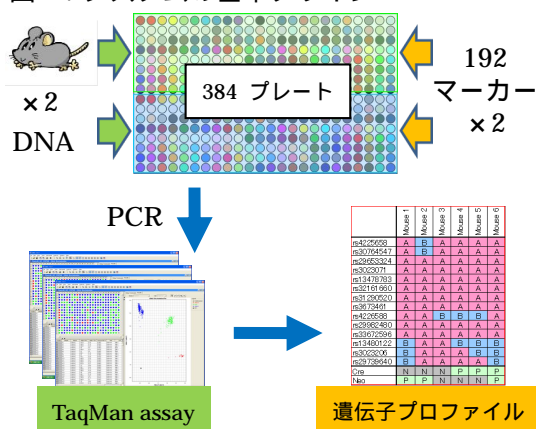 ×2
DNA
384 プレート
192
マーカー
×2
PCR
Mouse 1 Mouse 2 Mouse 3 Mouse 4 Mouse 5 Mouse 6
rs4225658 A B A A A A
rs30764547 A B A A A A
rs29653324 A A A A A A
rs3023071 A A A A A A
rs13478783 A A A A A A
rs32161660 A A A A A A
rs31290520 A A A A A A
rs3673461 A A A A A A
rs4226588 A A B B B A
rs29982480 A A A A A A
rs33672596 A A A A A A
rs13480122 B A A B B B
rs3023206 B A A A B B
rs29739640 B A A A A B
Cre N N N P P P
Neo P P N N P P
TaqMan assay
遺伝子プロファイル